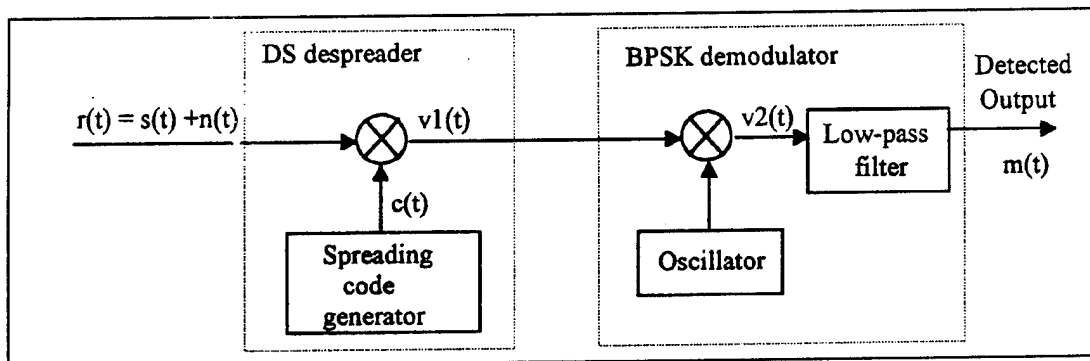 DS despreader
BPSK demodulator
Detected
Output
r(t) = s(t) +n(t)
v1(t)
v2(t)
Low-pass
filter
m(t)
c(t)
Spreading
code
generator
Oscillator